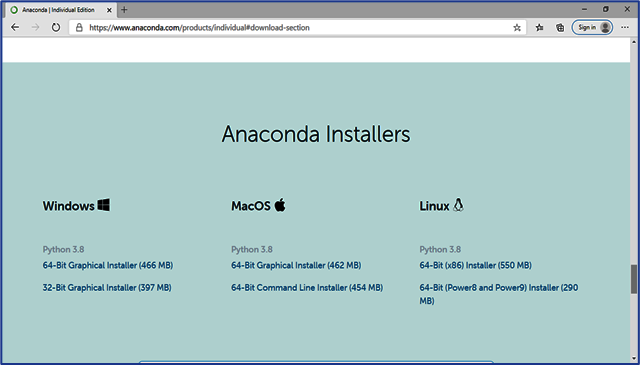 Anaconda | Individual Edition
https://www.anaconda.com/products/individual#download-section
Sign in
Anaconda Installers
Windows
MacOS
Linux
Python 3.8
64-Bit Graphical Installer (466 MB)
32-Bit Graphical Installer (397 MB)
Python 3.8
64-Bit Graphical Installer (462 MB)
64-Bit Command Line Installer (454 MB)
Python 3.8
64-Bit (x86) Installer (550 MB)
64-Bit (Power8 and Power9) Installer (290
MB)